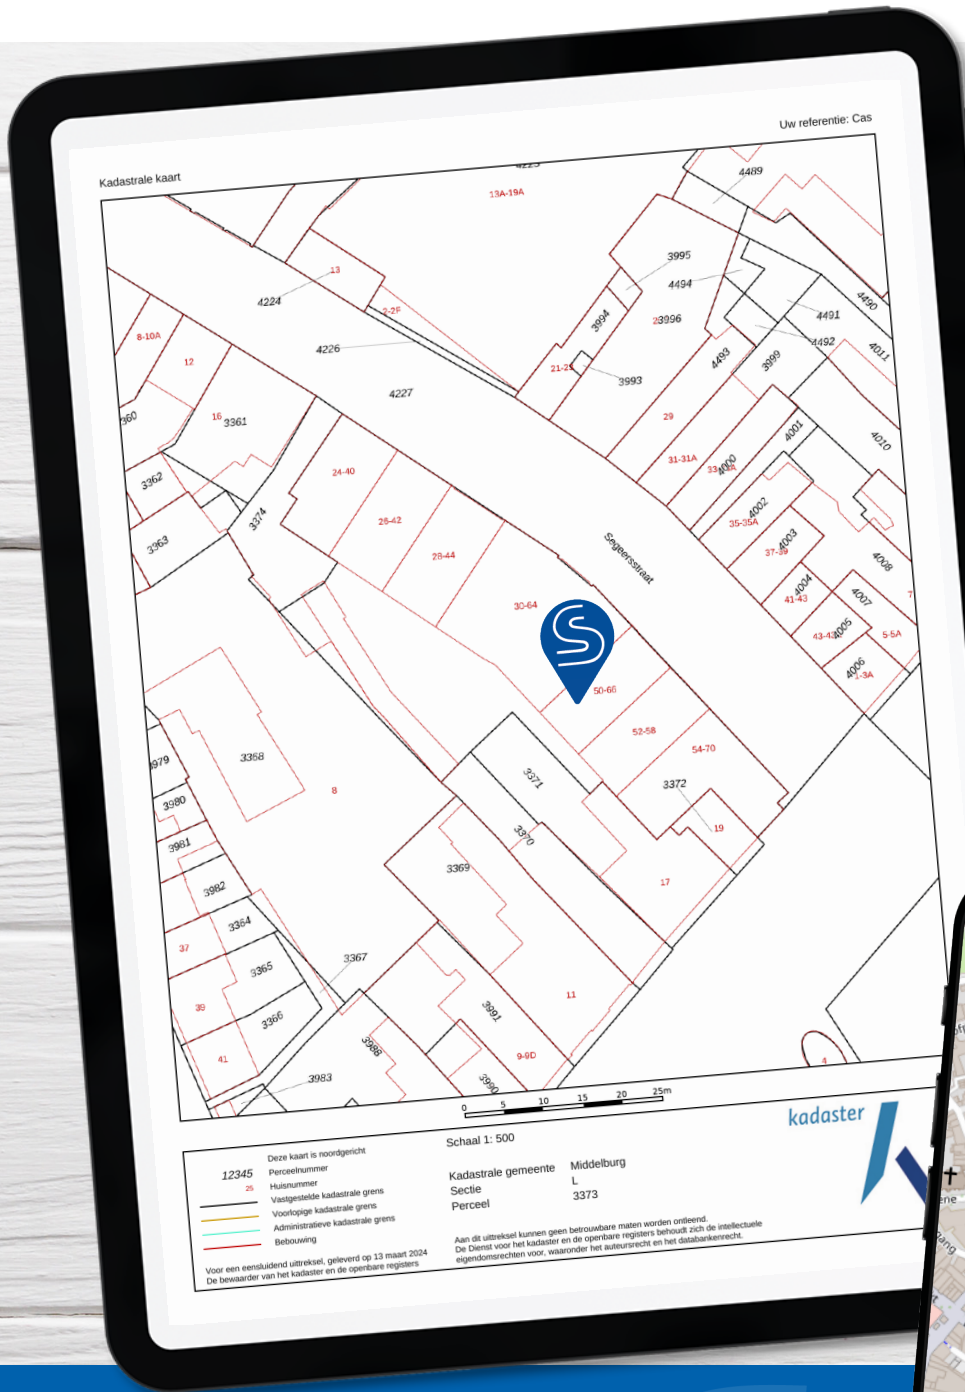 Uw referentie: Cas
Kadastrale kaart
4223
13A-19A
4489
13
3995
4494
4224
2-2F
3994
3996
4490
4491
4226
8-10A
4492
4011
12
4493
3999
4227
21-25
3993
360
16
3361
29
4001
4010
31-31A
4000
3362
24-40
3374
26-42
4002
35-35A
3363
28-44
Segeersstraat
37-39
4003
4008
4004
41-43
4007
7
30-64
43-43
4005
5-5A
4006
1-3A
50-66
52-58
54-70
3368
979
3371
3372
8
3980
19
3370
3981
3369
17
3982
3364
37
3367
3365
39
11
3991
3366
3988
41
9-9D
4
3983
3990
0 5 10 15 20 25m
Schaal 1: 500
kadaster
Deze kaart is noordgericht
12345 Perceelnummer
25 Huisnummer
Vastgestelde kadastrale grens
Voorlopige kadastrale grens
Administratieve kadastrale grens
Bebouwing
Kadastrale gemeente Middelburg
Sectie L
Perceel 3373
Voor een eensluidend uittreksel, geleverd op 13 maart 2024
De bewaarder van het kadaster en de openbare registers
Aan dit uittreksel kunnen geen betrouwbare maten worden ontleend.
De Dienst voor het kadaster en de openbare registers behoudt zich de intellectuele
eigendomsrechten voor, waaronder het auteursrecht en het databankenrecht.